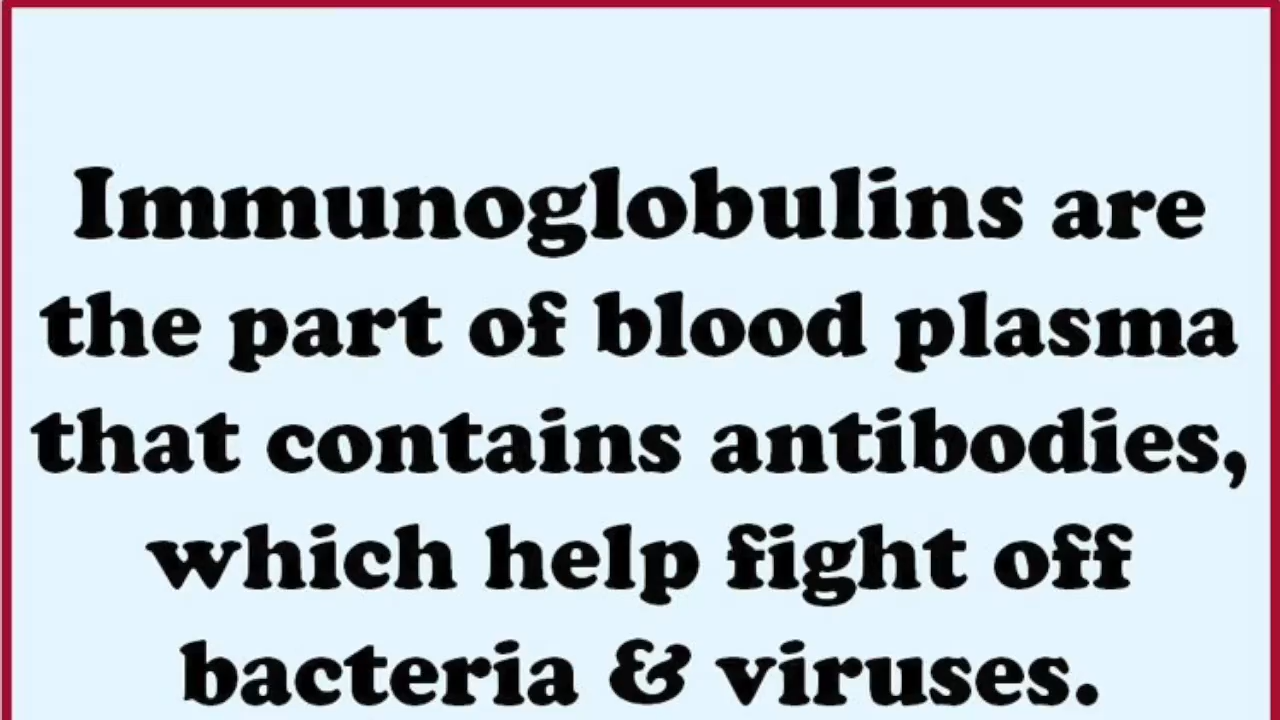 Immunoglobulins are
the part of blood plasma
that contains antibodies,
which help fight off
bacteria & viruses.